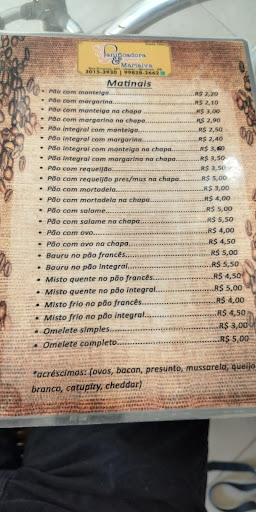 Panificadora
& Marialva
3015-3930 | 99828-2662
Matinais
• Pão com manteiga...R$ 2,20
• Pão com margarina...R$ 2,10
• Pão com manteiga na chapa...R$ 3,00
• Pão com margarina na chapa...R$ 2,90
• Pão integral com manteiga...R$ 2,50
• Pão integral com margarina...R$ 2,40
• Pão integral com manteiga na chapa...R$ 3,60
• Pão integral com margarina na chapa...R$ 3,50
• Pão com requeijão...R$ 3,50
• Pão com requeijão pres/mus na chapa...R$ 5,00
• Pão com mortadela...R$ 3,00
• Pão com mortadela na chapa...R$ 4,00
• Pão com salame...R$ 5,00
• Pão com salame na chapa...R$ 5,50
• Pão com ovo...R$ 4,00
• Pão com ovo na chapa...R$ 4,50
• Bauru no pão francês...R$ 5,00
• Bauru no pão integral...R$ 5,50
• Misto quente no pão francês...R$ 4,50
• Misto quente no pão integral...R$ 5,00
• Misto frio no pão francês...R$ 4,00
• Misto frio no pão integral...R$ 4,50
• Omelete simples...R$ 3,00
• Omelete completo...R$ 5,00
*acréscimos: (ovos, bacan, presunto, mussarela, queijo
branco, catupiry, cheddar)